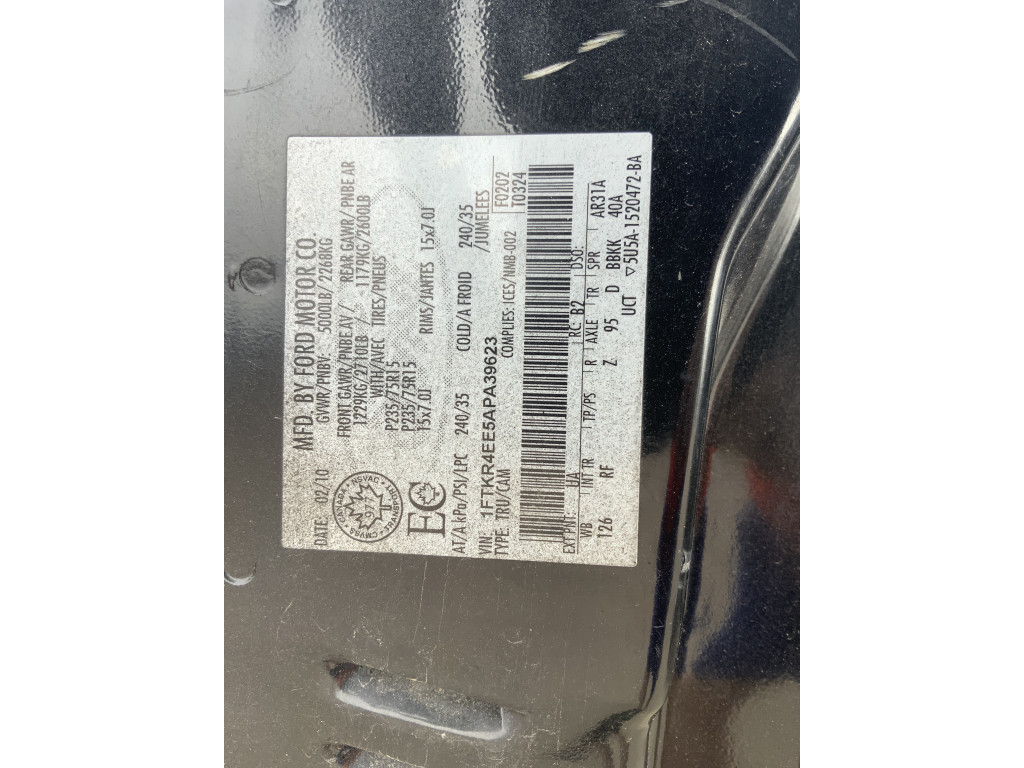 MFD. BY FORD MOTOR CO.
DATE: 02/10 GVWR/PNBV: 5000LB/2268KG
FRONT GAWR/PNBE AV REAR GAWR/PNBE AR
1229KG/2710LB 1179KG/2600LB
WITH/AVEC TIRES/PNEUS
P235/75R15
P235/75R15
15x7.0J RIMS/JANTES 15x7.0J
AT/A kPa/PSI/LPC 240/35 COLD/A FROID 240/35
/JUMELEES
VIN: 1FTKR4EE5APA39623 F0202
TYPE: TRU/CAM COMPLIES: ICES/NMB-002 T0324
EXT PNT: UA RC: B2 DSO:
WB INT TR TP/PS R AXLE TR SPR AR31A
126 RF Z 95 D BBKK 40A
UCT ▽5U5A-1520472-BA
CANADA
NSVAC
TRANSPORT
CMVSS
EC